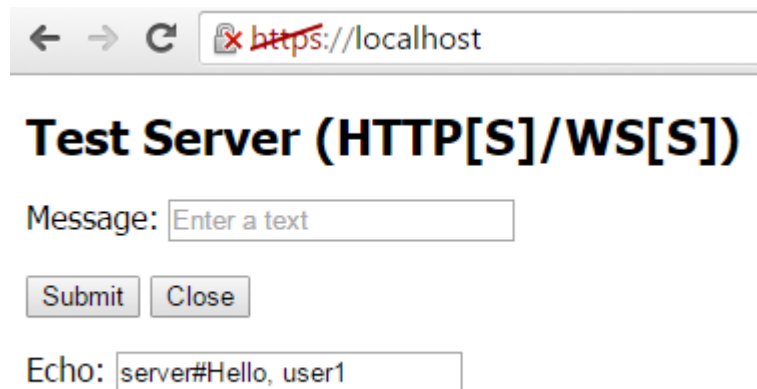 https://localhost
Test Server (HTTP[S]/WS[S])
Message: Enter a text
Submit Close
Echo: server#Hello, user1